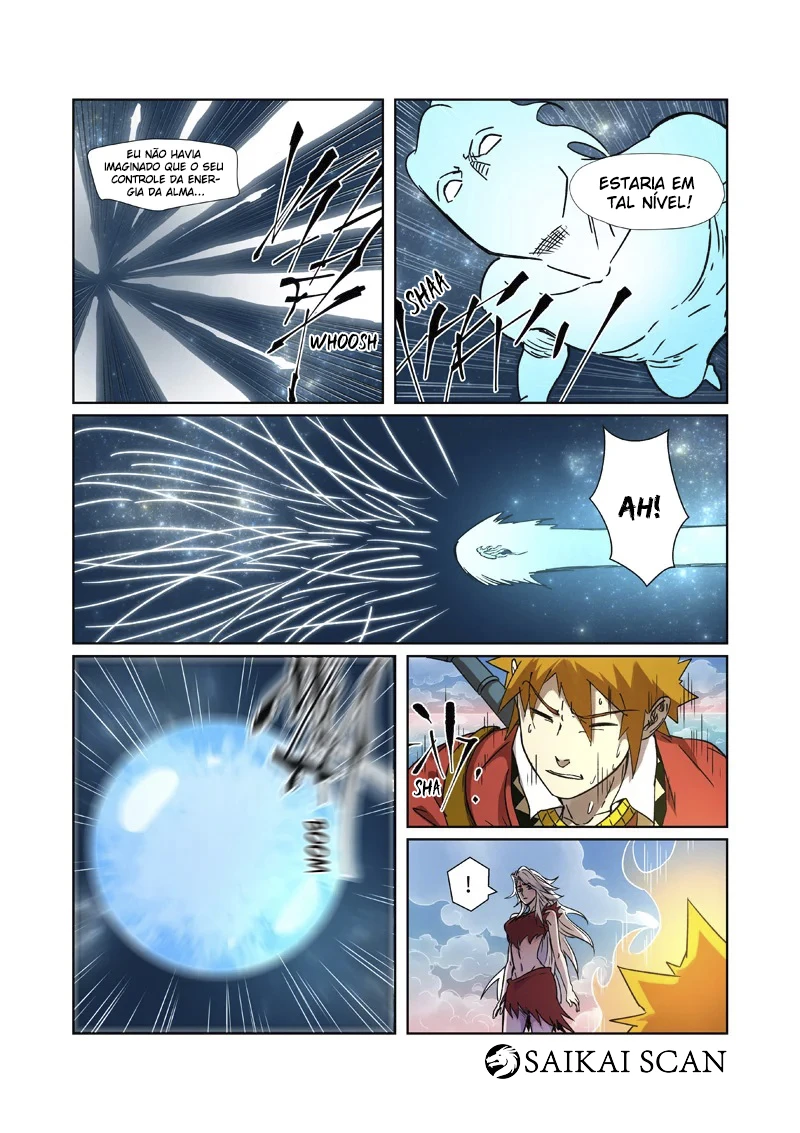 EU NÃO HAVIA
IMAGINADO QUE O SEU
CONTROLE DA ENER-
GIA DA ALMA...
WHOOSH
ESTARIA EM
TAL NÍVEL!
SHAA
AH!
BOOM
SHA
!
SAIKAI SCAN